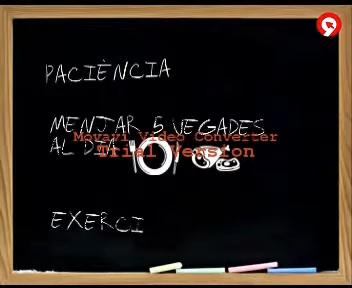 PACIÈNCIA
MENJAR 5 VEGADES
Movavi Video Converter
AL DIA
Trial Version
EXERCI